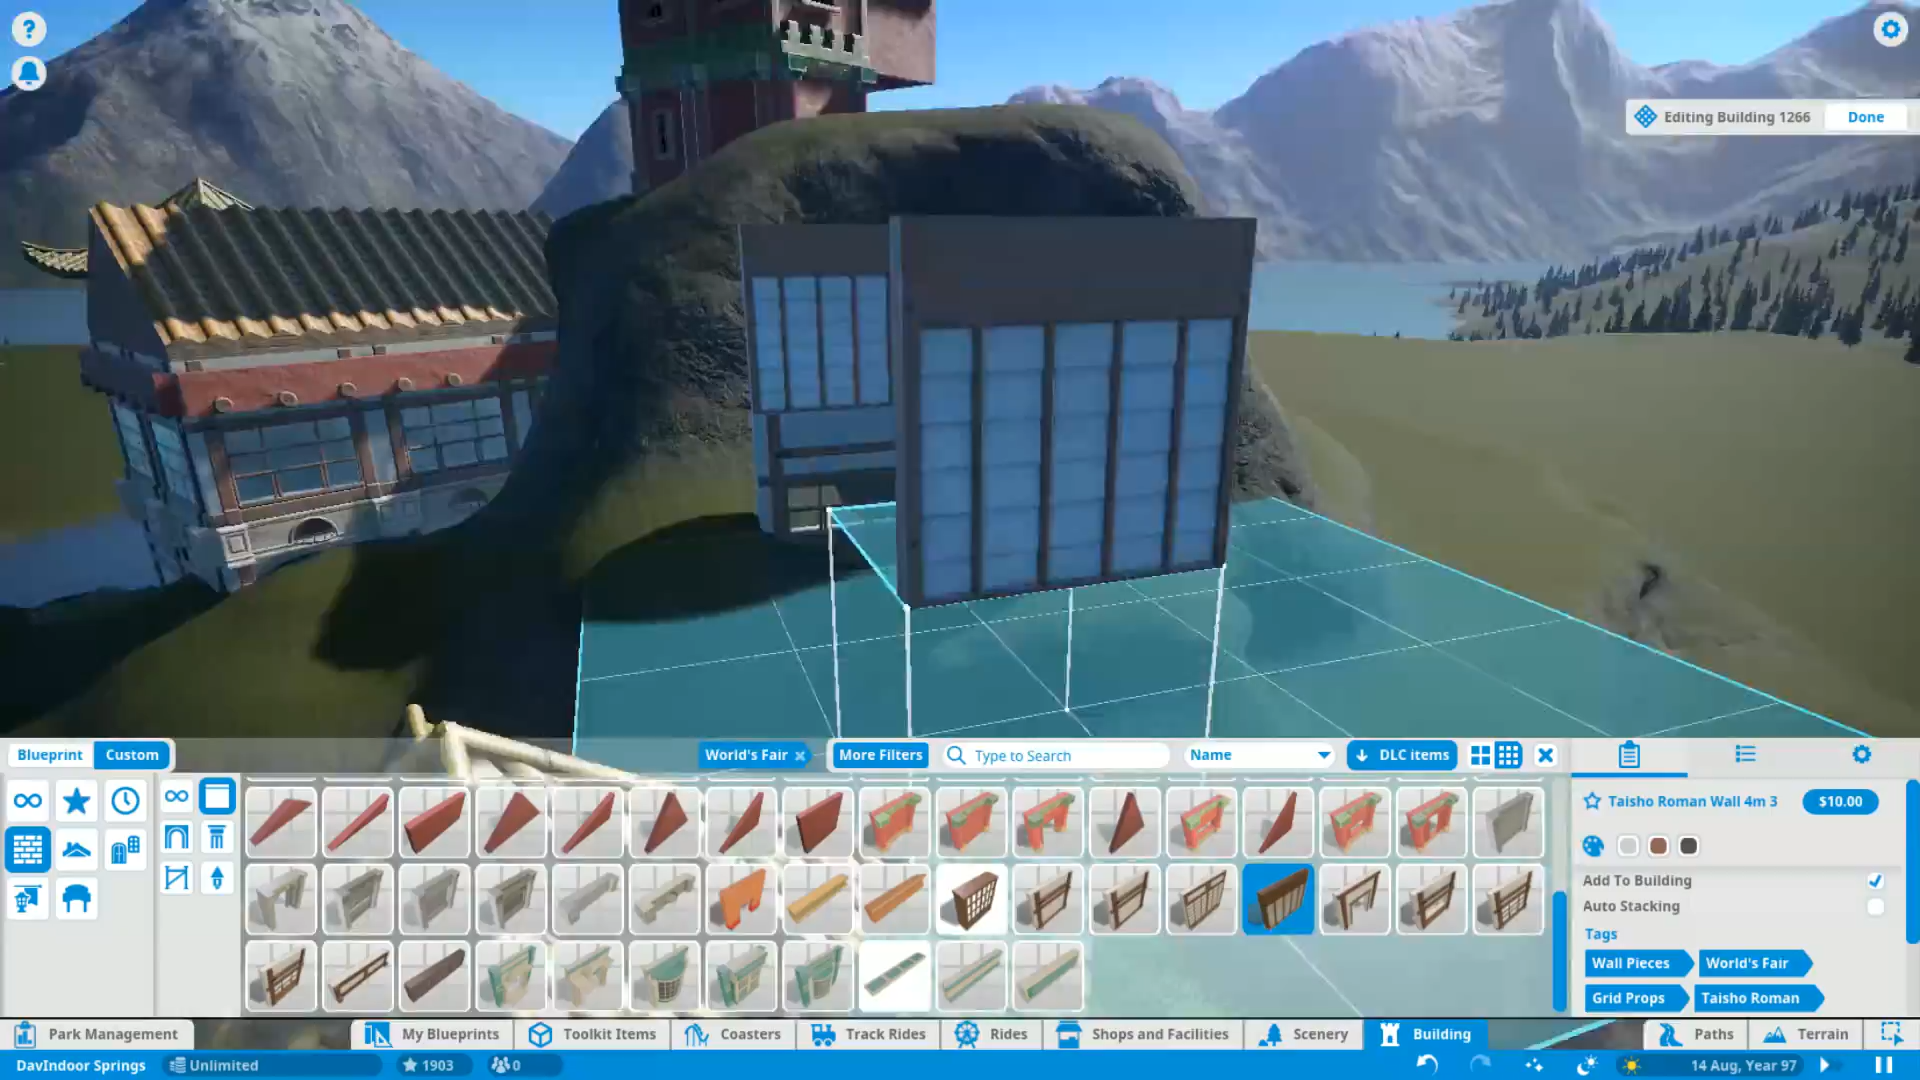 ?
Editing Building 1266
Done
Blueprint
Custom
World's Fair ×
More Filters
Type to Search
Name
DLC items
Taisho Roman Wall 4m 3
$10.00
Add To Building
Auto Stacking
Tags
Wall Pieces
World's Fair
Grid Props
Taisho Roman
Park Management
My Blueprints
Toolkit Items
Coasters
Track Rides
Rides
Shops and Facilities
Scenery
Building
Paths
Terrain
DavIndoor Springs
Unlimited
1903
0
14 Aug, Year 97